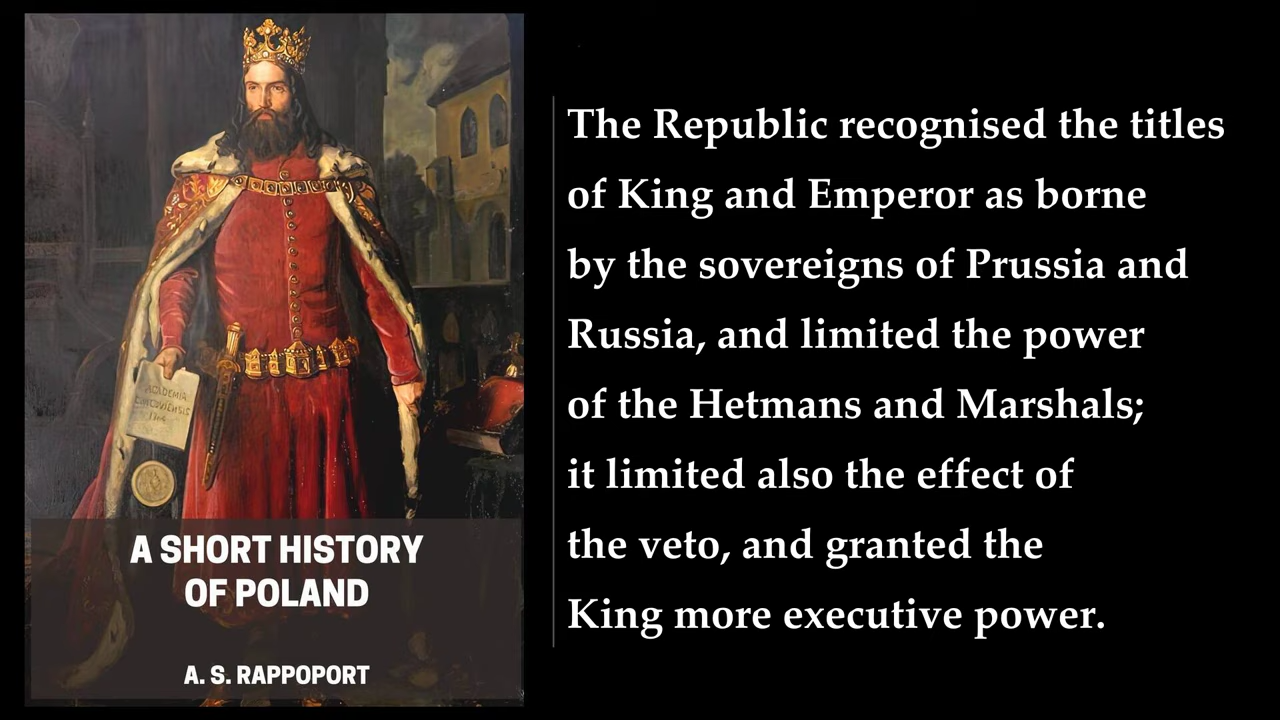 ACADEMIA
A SHORT HISTORY
OF POLAND
A. S. RAPPOPORT
The Republic recognised the titles
of King and Emperor as borne
by the sovereigns of Prussia and
Russia, and limited the power
of the Hetmans and Marshals;
it limited also the effect of
the veto, and granted the
King more executive power.